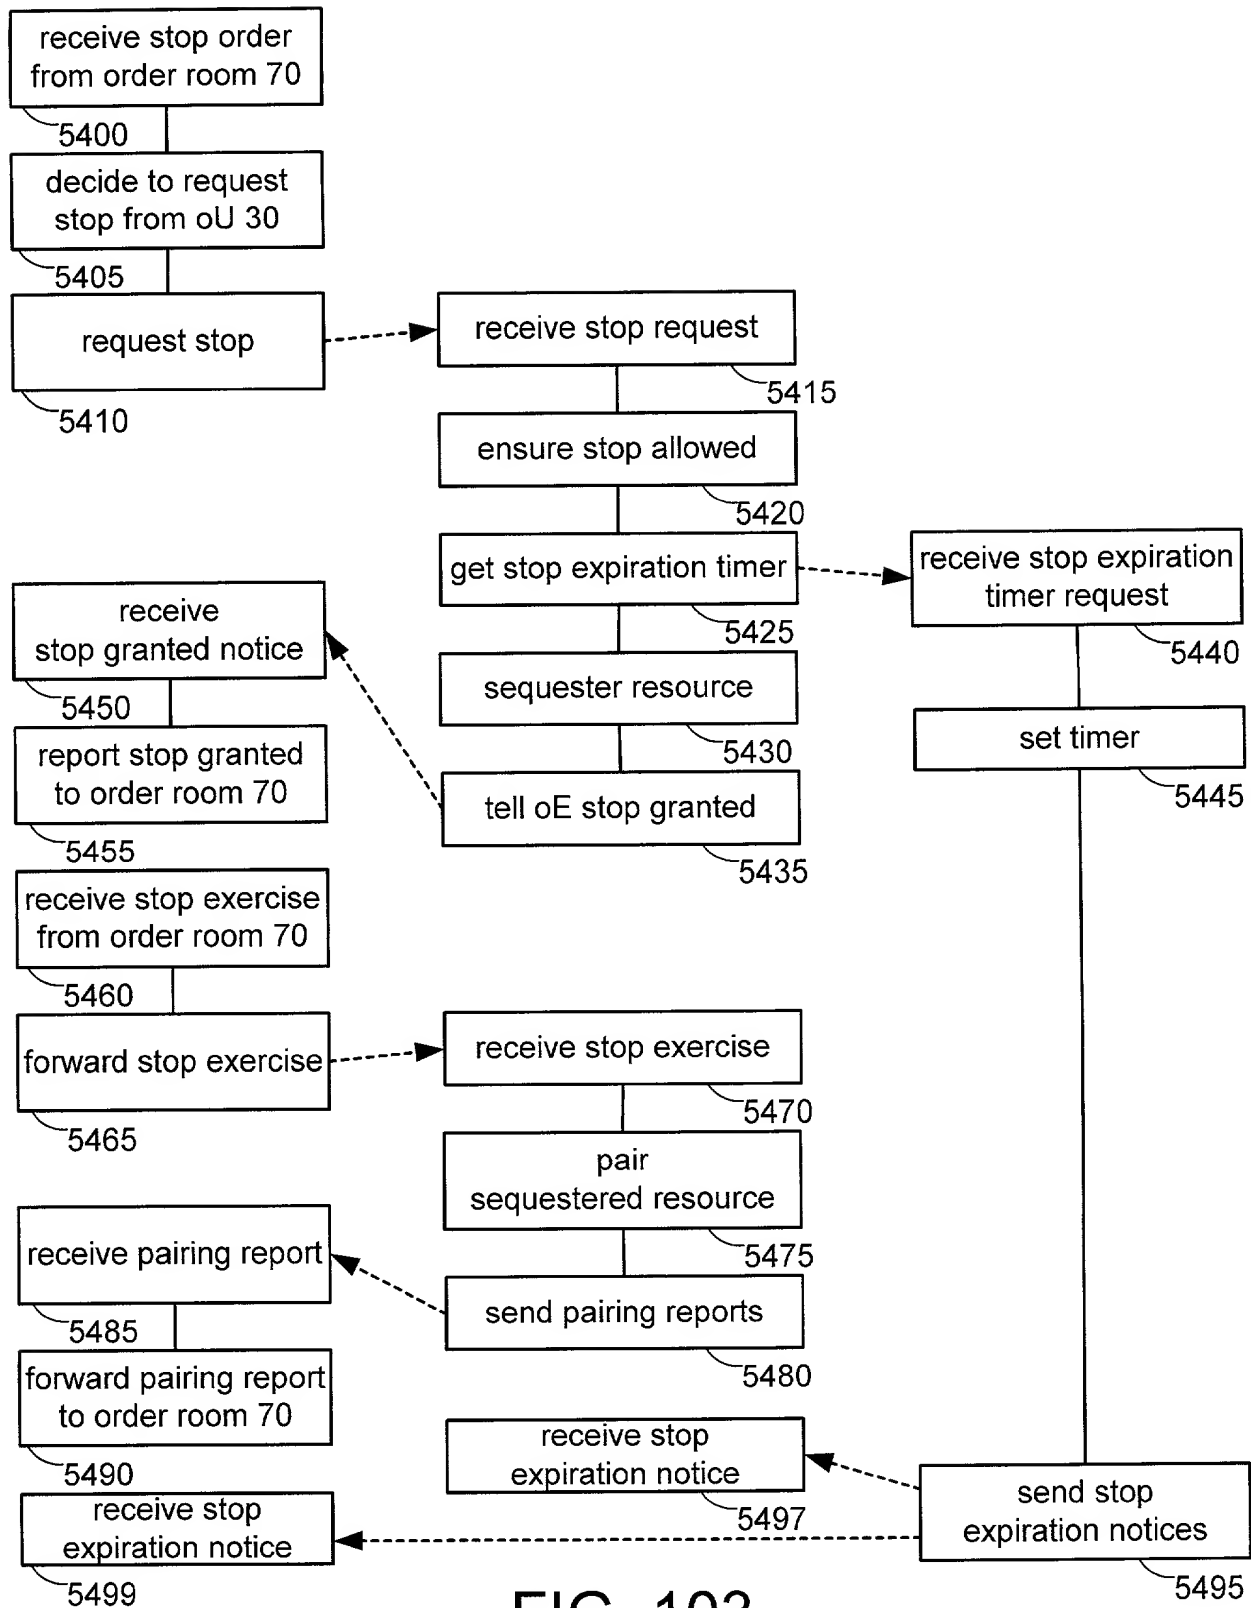 receive stop order
from order room 70
5400
decide to request
stop from oU 30
5405
request stop
5410
receive stop request
5415
ensure stop allowed
5420
get stop expiration timer
5425
receive stop expiration
timer request
5440
sequester resource
5430
set timer
5445
tell oE stop granted
5435
receive
stop granted notice
5450
report stop granted
to order room 70
5455
receive stop exercise
from order room 70
5460
forward stop exercise
5465
receive stop exercise
5470
pair
sequestered resource
5475
send pairing reports
5480
receive pairing report
5485
forward pairing report
to order room 70
5490
receive stop
expiration notice
5497
send stop
expiration notices
5495
receive stop
expiration notice
5499
FIG. 103